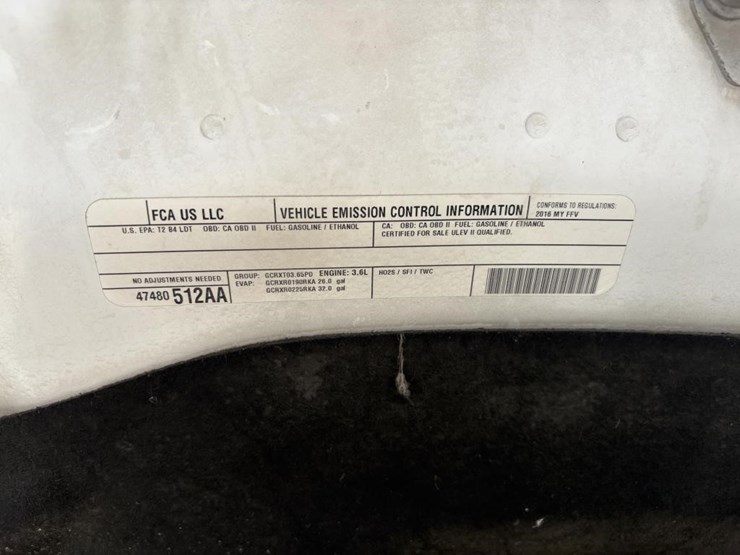 FCA US LLC
VEHICLE EMISSION CONTROL INFORMATION
CONFORMS TO REGULATIONS:
2016 MY FFV
U.S. EPA: T2 B4 LDT OBD: CA OBD II FUEL: GASOLINE / ETHANOL
CA: OBD: CA OBD II FUEL: GASOLINE / ETHANOL
CERTIFIED FOR SALE ULEV II QUALIFIED.
NO ADJUSTMENTS NEEDED
47480 512AA
GROUP: GCRXT03.65P0 ENGINE: 3.6L
EVAP: GCRXR0190RKA 26.0 gal
GCRXR0225RKA 32.0 gal
HO2S / SFI / TWC